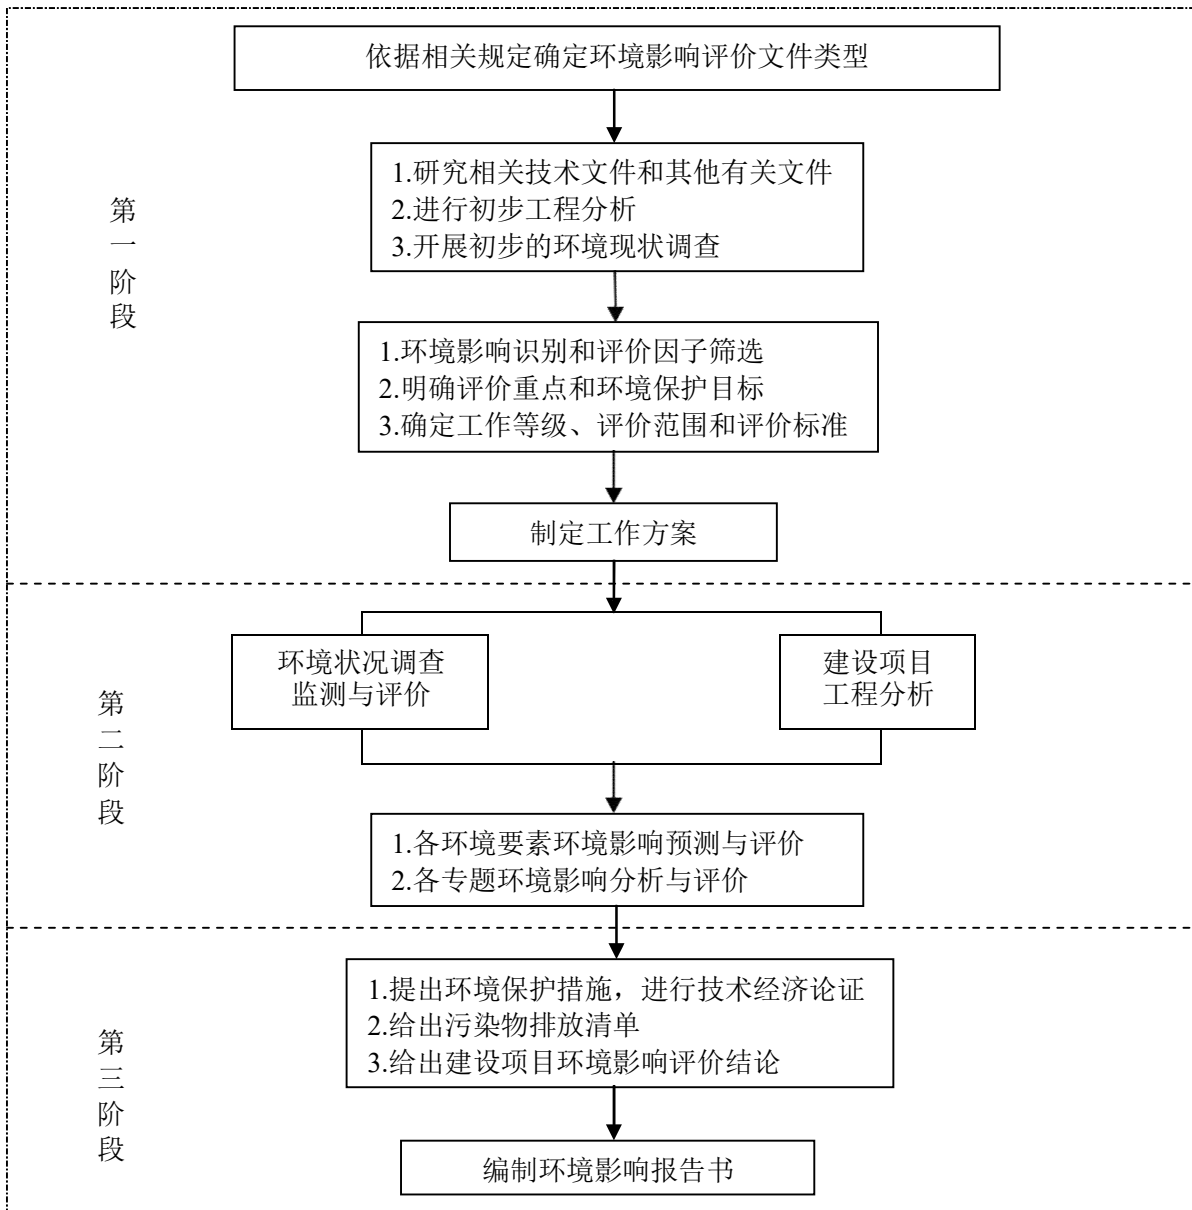 依据相关规定确定环境影响评价文件类型
第一阶段
1.研究相关技术文件和其他有关文件
2.进行初步工程分析
3.开展初步的环境现状调查
1.环境影响识别和评价因子筛选
2.明确评价重点和环境保护目标
3.确定工作等级、评价范围和评价标准
制定工作方案
第二阶段
环境状况调查
监测与评价
建设项目
工程分析
1.各环境要素环境影响预测与评价
2.各专题环境影响分析与评价
第三阶段
1.提出环境保护措施，进行技术经济论证
2.给出污染物排放清单
3.给出建设项目环境影响评价结论
编制环境影响报告书